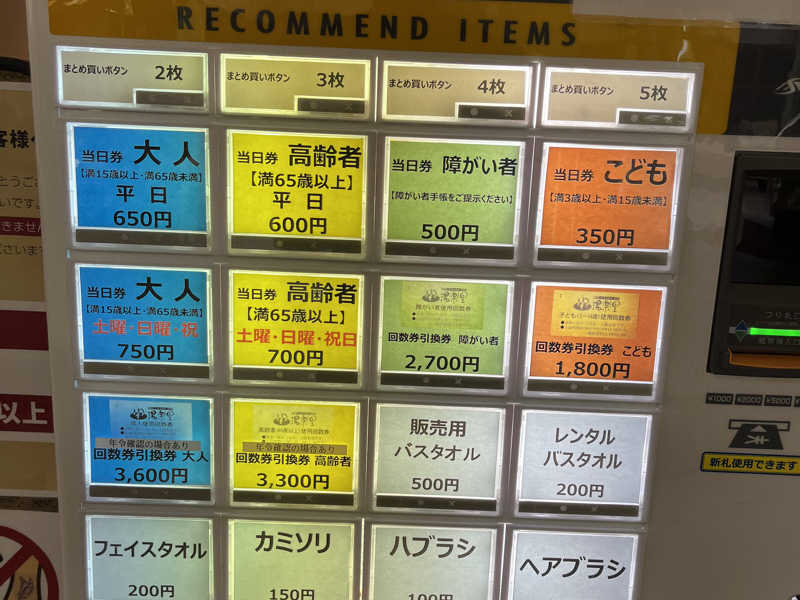 RECOMMEND ITEMS
まとめ買いボタン 2枚
まとめ買いボタン 3枚
まとめ買いボタン 4枚
まとめ買いボタン 5枚
当日券 大人
【満15歳以上・満65歳未満】
平日
650円
当日券 高齢者
【満65歳以上】
平日
600円
当日券 障がい者
【障がい者手帳をご提示ください】
500円
当日券 こども
【満3歳以上・満15歳未満】
350円
当日券 大人
【満15歳以上・満65歳未満】
土曜・日曜・祝
750円
当日券 高齢者
【満65歳以上】
土曜・日曜・祝日
700円
回数券引換券 障がい者
2,700円
回数券引換券 こども
1,800円
年令確認の場合あり
回数券引換券 大人
3,600円
年令確認の場合あり
回数券引換券 高齢者
3,300円
販売用
バスタオル
500円
レンタル
バスタオル
200円
フェイスタオル
200円
カミソリ
150円
ハブラシ
100円
ヘアブラシ
¥1000 ¥2000 ¥5000
新札使用できます
以上